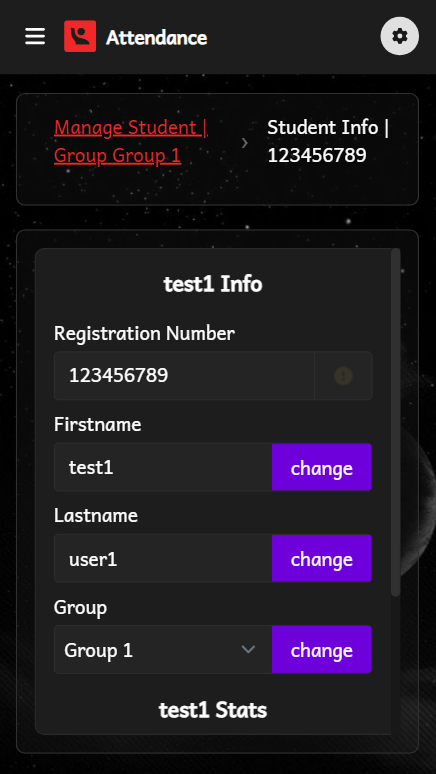 Attendance
Manage Student |
Group Group 1
›
Student Info |
123456789
test1 Info
Registration Number
123456789
Firstname
test1
change
Lastname
user1
change
Group
Group 1
change
test1 Stats